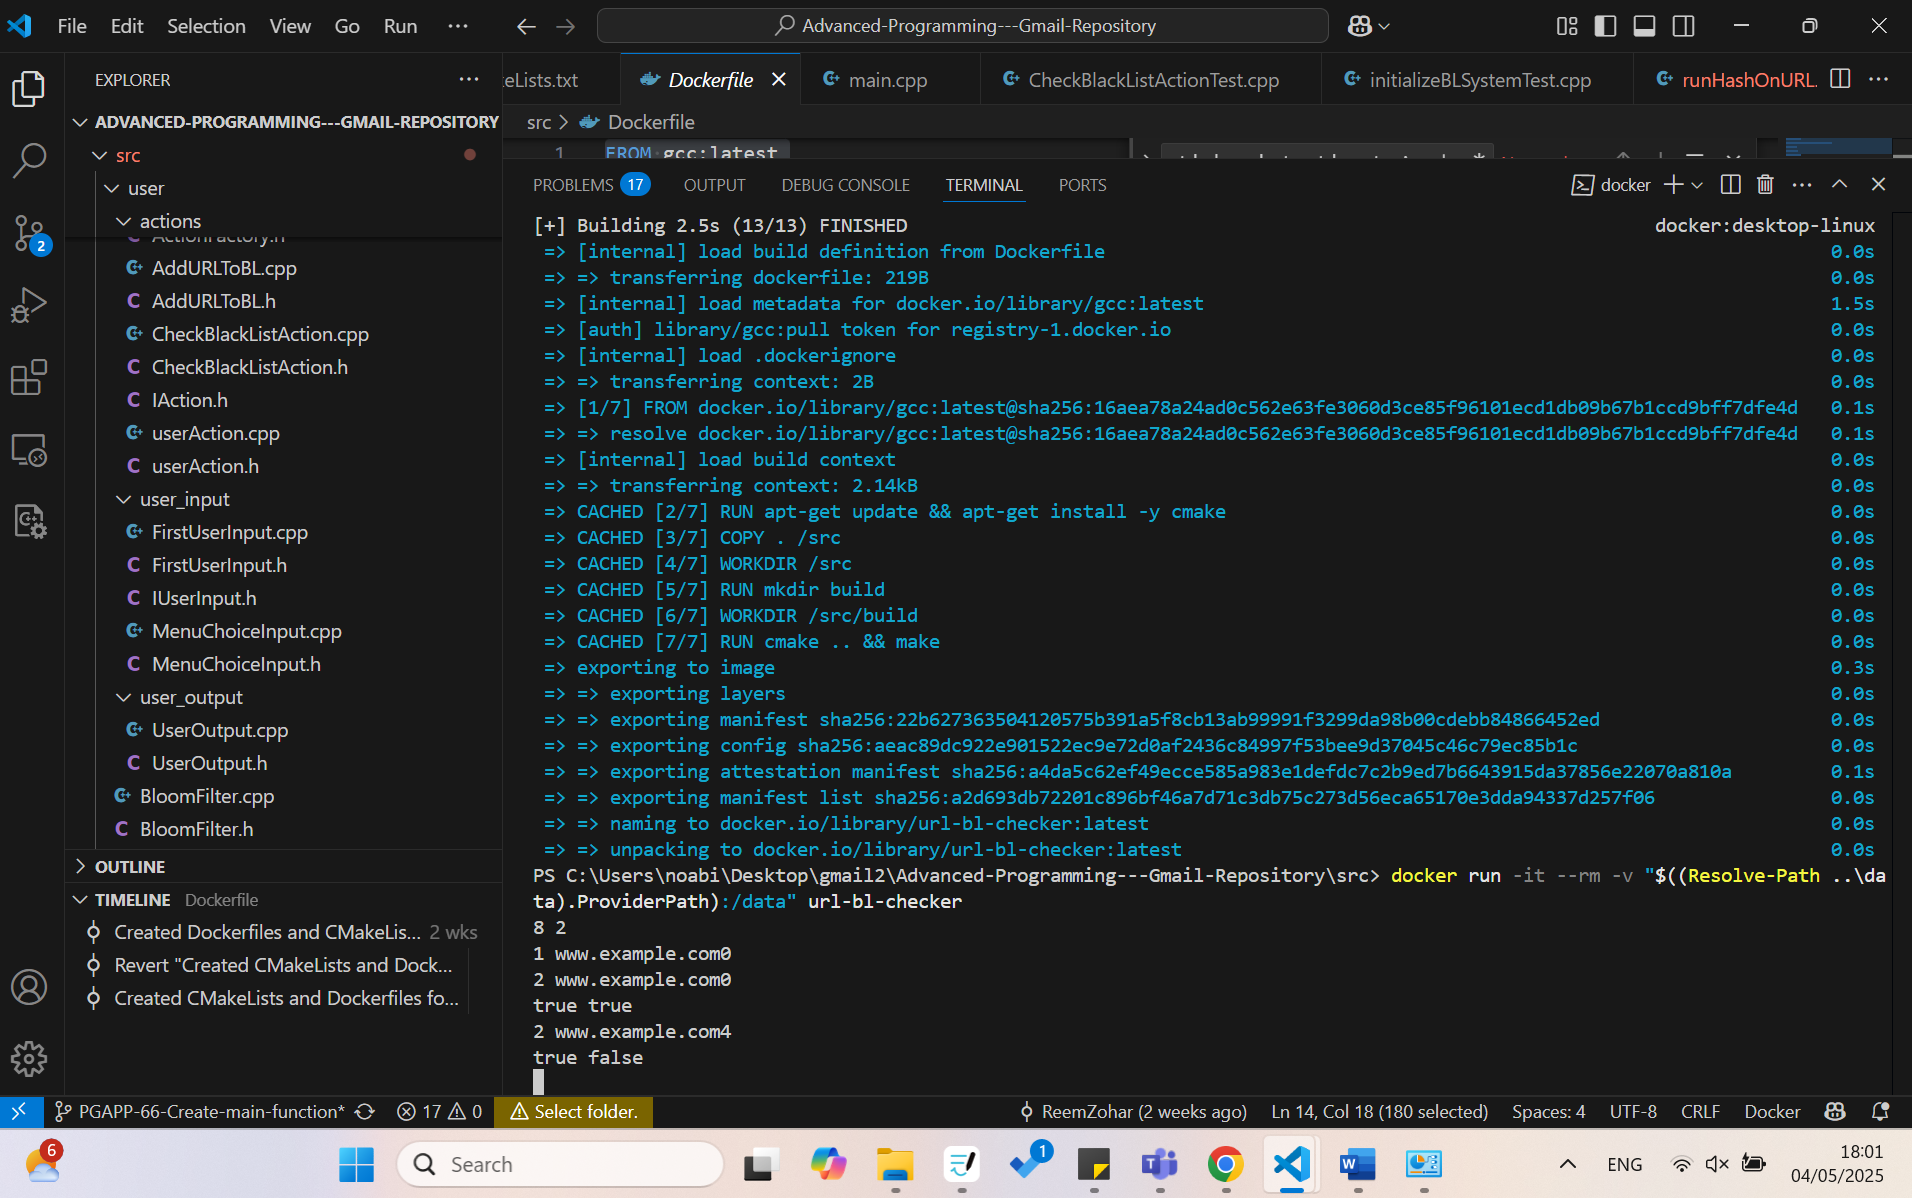 File Edit Selection View Go Run ··· Advanced-Programming---Gmail-Repository
EXPLORER
eLists.txt Dockerfile main.cpp CheckBlackListActionTest.cpp initializeBLSystemTest.cpp runHashOnURL.
ADVANCED-PROGRAMMING---GMAIL-REPOSITORY
src > Dockerfile
src
1 FROM gcc:latest
user
PROBLEMS 17 OUTPUT DEBUG CONSOLE TERMINAL PORTS docker
actions
ActionFactory.h
AddURLToBL.cpp
AddURLToBL.h
CheckBlackListAction.cpp
CheckBlackListAction.h
IAction.h
userAction.cpp
userAction.h
user_input
FirstUserInput.cpp
FirstUserInput.h
IUserInput.h
MenuChoiceInput.cpp
MenuChoiceInput.h
user_output
UserOutput.cpp
UserOutput.h
BloomFilter.cpp
BloomFilter.h
OUTLINE
TIMELINE Dockerfile
Created Dockerfiles and CMakeLis... 2 wks
Revert "Created CMakeLists and Dock...
Created CMakeLists and Dockerfiles fo...
2
[+] Building 2.5s (13/13) FINISHED docker:desktop-linux
=> [internal] load build definition from Dockerfile 0.0s
=> => transferring dockerfile: 219B 0.0s
=> [internal] load metadata for docker.io/library/gcc:latest 1.5s
=> [auth] library/gcc:pull token for registry-1.docker.io 0.0s
=> [internal] load .dockerignore 0.0s
=> => transferring context: 2B 0.0s
=> [1/7] FROM docker.io/library/gcc:latest@sha256:16aea78a24ad0c562e63fe3060d3ce85f96101ecd1db09b67b1ccd9bff7dfe4d 0.1s
=> => resolve docker.io/library/gcc:latest@sha256:16aea78a24ad0c562e63fe3060d3ce85f96101ecd1db09b67b1ccd9bff7dfe4d 0.1s
=> [internal] load build context 0.0s
=> => transferring context: 2.14kB 0.0s
=> CACHED [2/7] RUN apt-get update && apt-get install -y cmake 0.0s
=> CACHED [3/7] COPY . /src 0.0s
=> CACHED [4/7] WORKDIR /src 0.0s
=> CACHED [5/7] RUN mkdir build 0.0s
=> CACHED [6/7] WORKDIR /src/build 0.0s
=> CACHED [7/7] RUN cmake .. && make 0.0s
=> exporting to image 0.3s
=> => exporting layers 0.0s
=> => exporting manifest sha256:22b627363504120575b391a5f8cb13ab99991f3299da98b00cdebb84866452ed 0.0s
=> => exporting config sha256:aeac89dc922e901522ec9e72d0af2436c84997f53bee9d37045c46c79ec85b1c 0.0s
=> => exporting attestation manifest sha256:a4da5c62ef49ecce585a983e1defdc7c2b9ed7b6643915da37856e22070a810a 0.1s
=> => exporting manifest list sha256:a2d693db72201c896bf46a7d71c3db75c273d56eca65170e3dda94337d257f06 0.0s
=> => naming to docker.io/library/url-bl-checker:latest 0.0s
=> => unpacking to docker.io/library/url-bl-checker:latest 0.0s
PS C:\Users\noabi\Desktop\gmail2\Advanced-Programming---Gmail-Repository\src> docker run -it --rm -v "$((Resolve-Path ..\da
ta).ProviderPath):/data" url-bl-checker
8 2
1 www.example.com0
2 www.example.com0
true true
2 www.example.com4
true false
PGAPP-66-Create-main-function* 17 0 Select folder. ReemZohar (2 weeks ago) Ln 14, Col 18 (180 selected) Spaces: 4 UTF-8 CRLF Docker
6 Search 1 ENG 18:01
04/05/2025